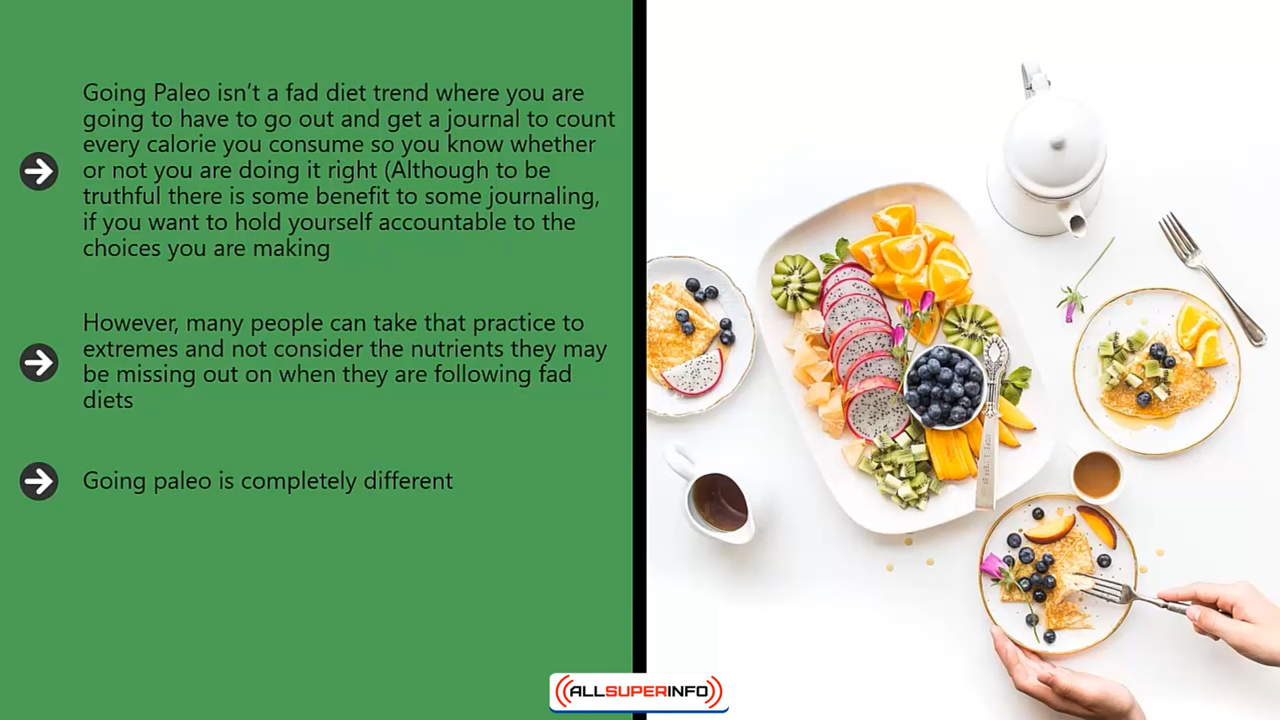 Going Paleo isn’t a fad diet trend where you are
going to have to go out and get a journal to count
every calorie you consume so you know whether
or not you are doing it right (Although to be
truthful there is some benefit to some journaling,
if you want to hold yourself accountable to the
choices you are making
However, many people can take that practice to
extremes and not consider the nutrients they may
be missing out on when they are following fad
diets
Going paleo is completely different
ALLSUPERINFO